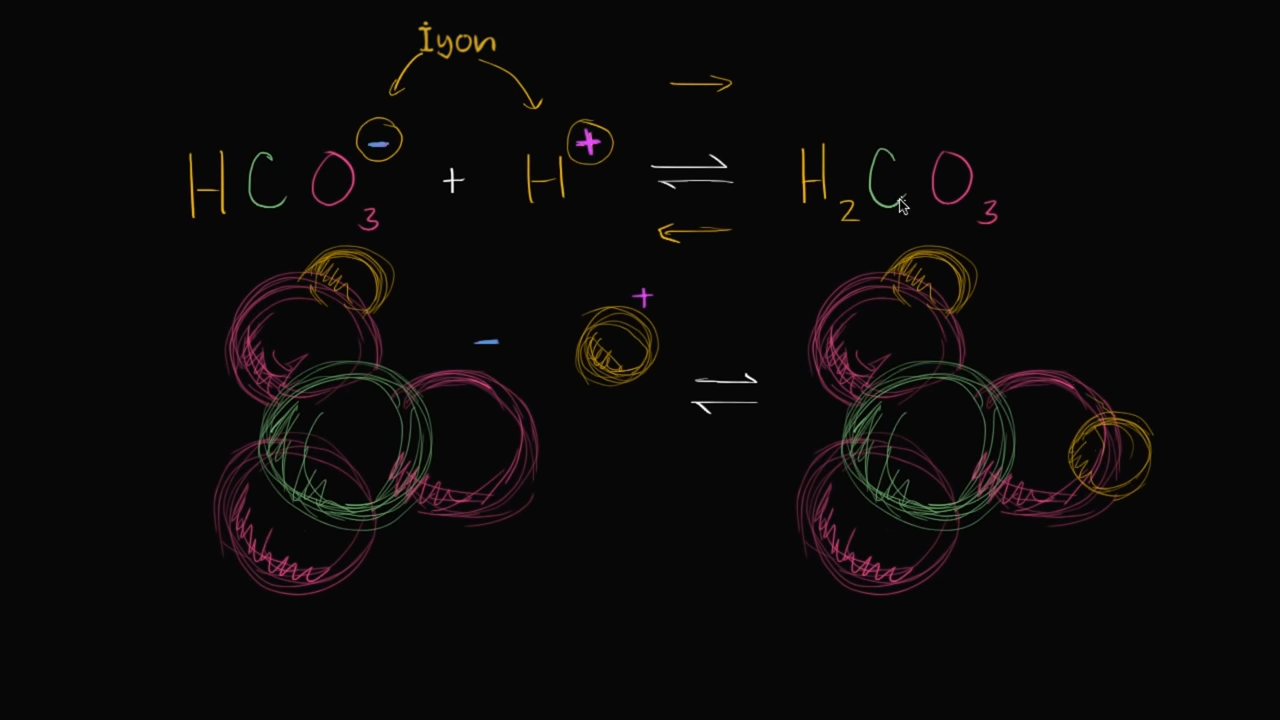 İyon
→
HCO₃⁻ + H⁺ ⇌ H₂CO₃
←
- +
⇌